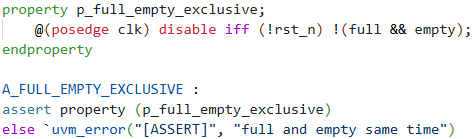 property p_full_empty_exclusive;
    @(posedge clk) disable iff (!rst_n) !(full && empty);
endproperty
A_FULL_EMPTY_EXCLUSIVE :
assert property (p_full_empty_exclusive)
else `uvm_error("[ASSERT]", "full and empty same time")